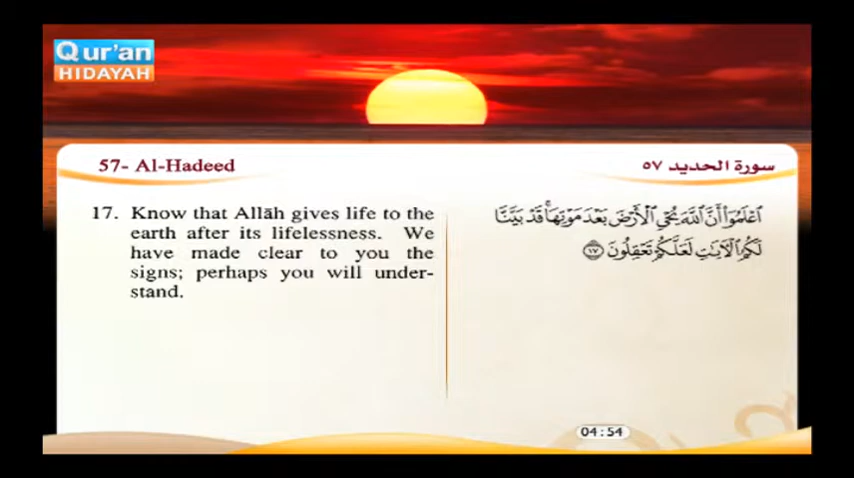 Qur'an
HIDAYAH
57- Al-Hadeed
سورة الحديد ٥٧
17. Know that Allāh gives life to the
earth after its lifelessness. We
have made clear to you the
signs; perhaps you will under-
stand.
ٱعْلَمُوٓا۟ أَنَّ ٱللَّهَ يُحْىِ ٱلْأَرْضَ بَعْدَ مَوْتِهَا ۚ قَدْ بَيَّنَّا
لَكُمُ ٱلْـَٔايَـٰتِ لَعَلَّكُمْ تَعْقِلُونَ ١٧
04:54